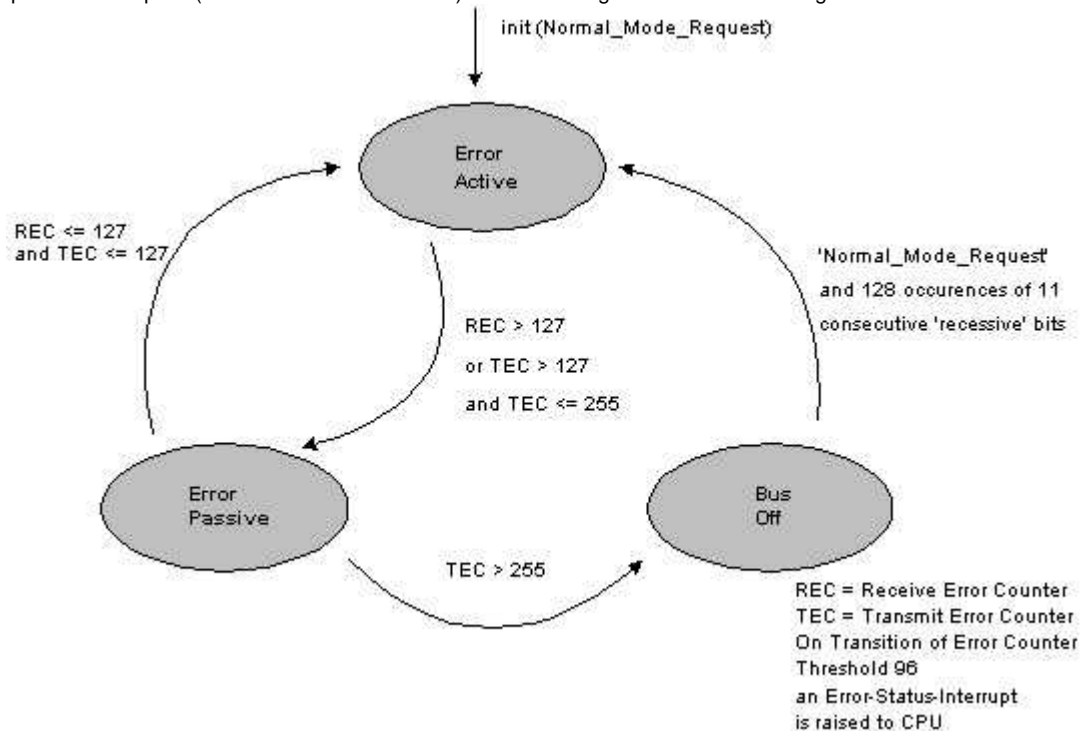 init (Normal_Mode_Request)
Error
Active
REC <= 127
and TEC <= 127
'Normal_Mode_Request'
and 128 occurences of 11
consecutive 'recessive' bits
REC > 127
or TEC > 127
and TEC <= 255
Error
Passive
Bus
Off
TEC > 255
REC = Receive Error Counter
TEC = Transmit Error Counter
On Transition of Error Counter
Threshold 96
an Error-Status-Interrupt
is raised to CPU